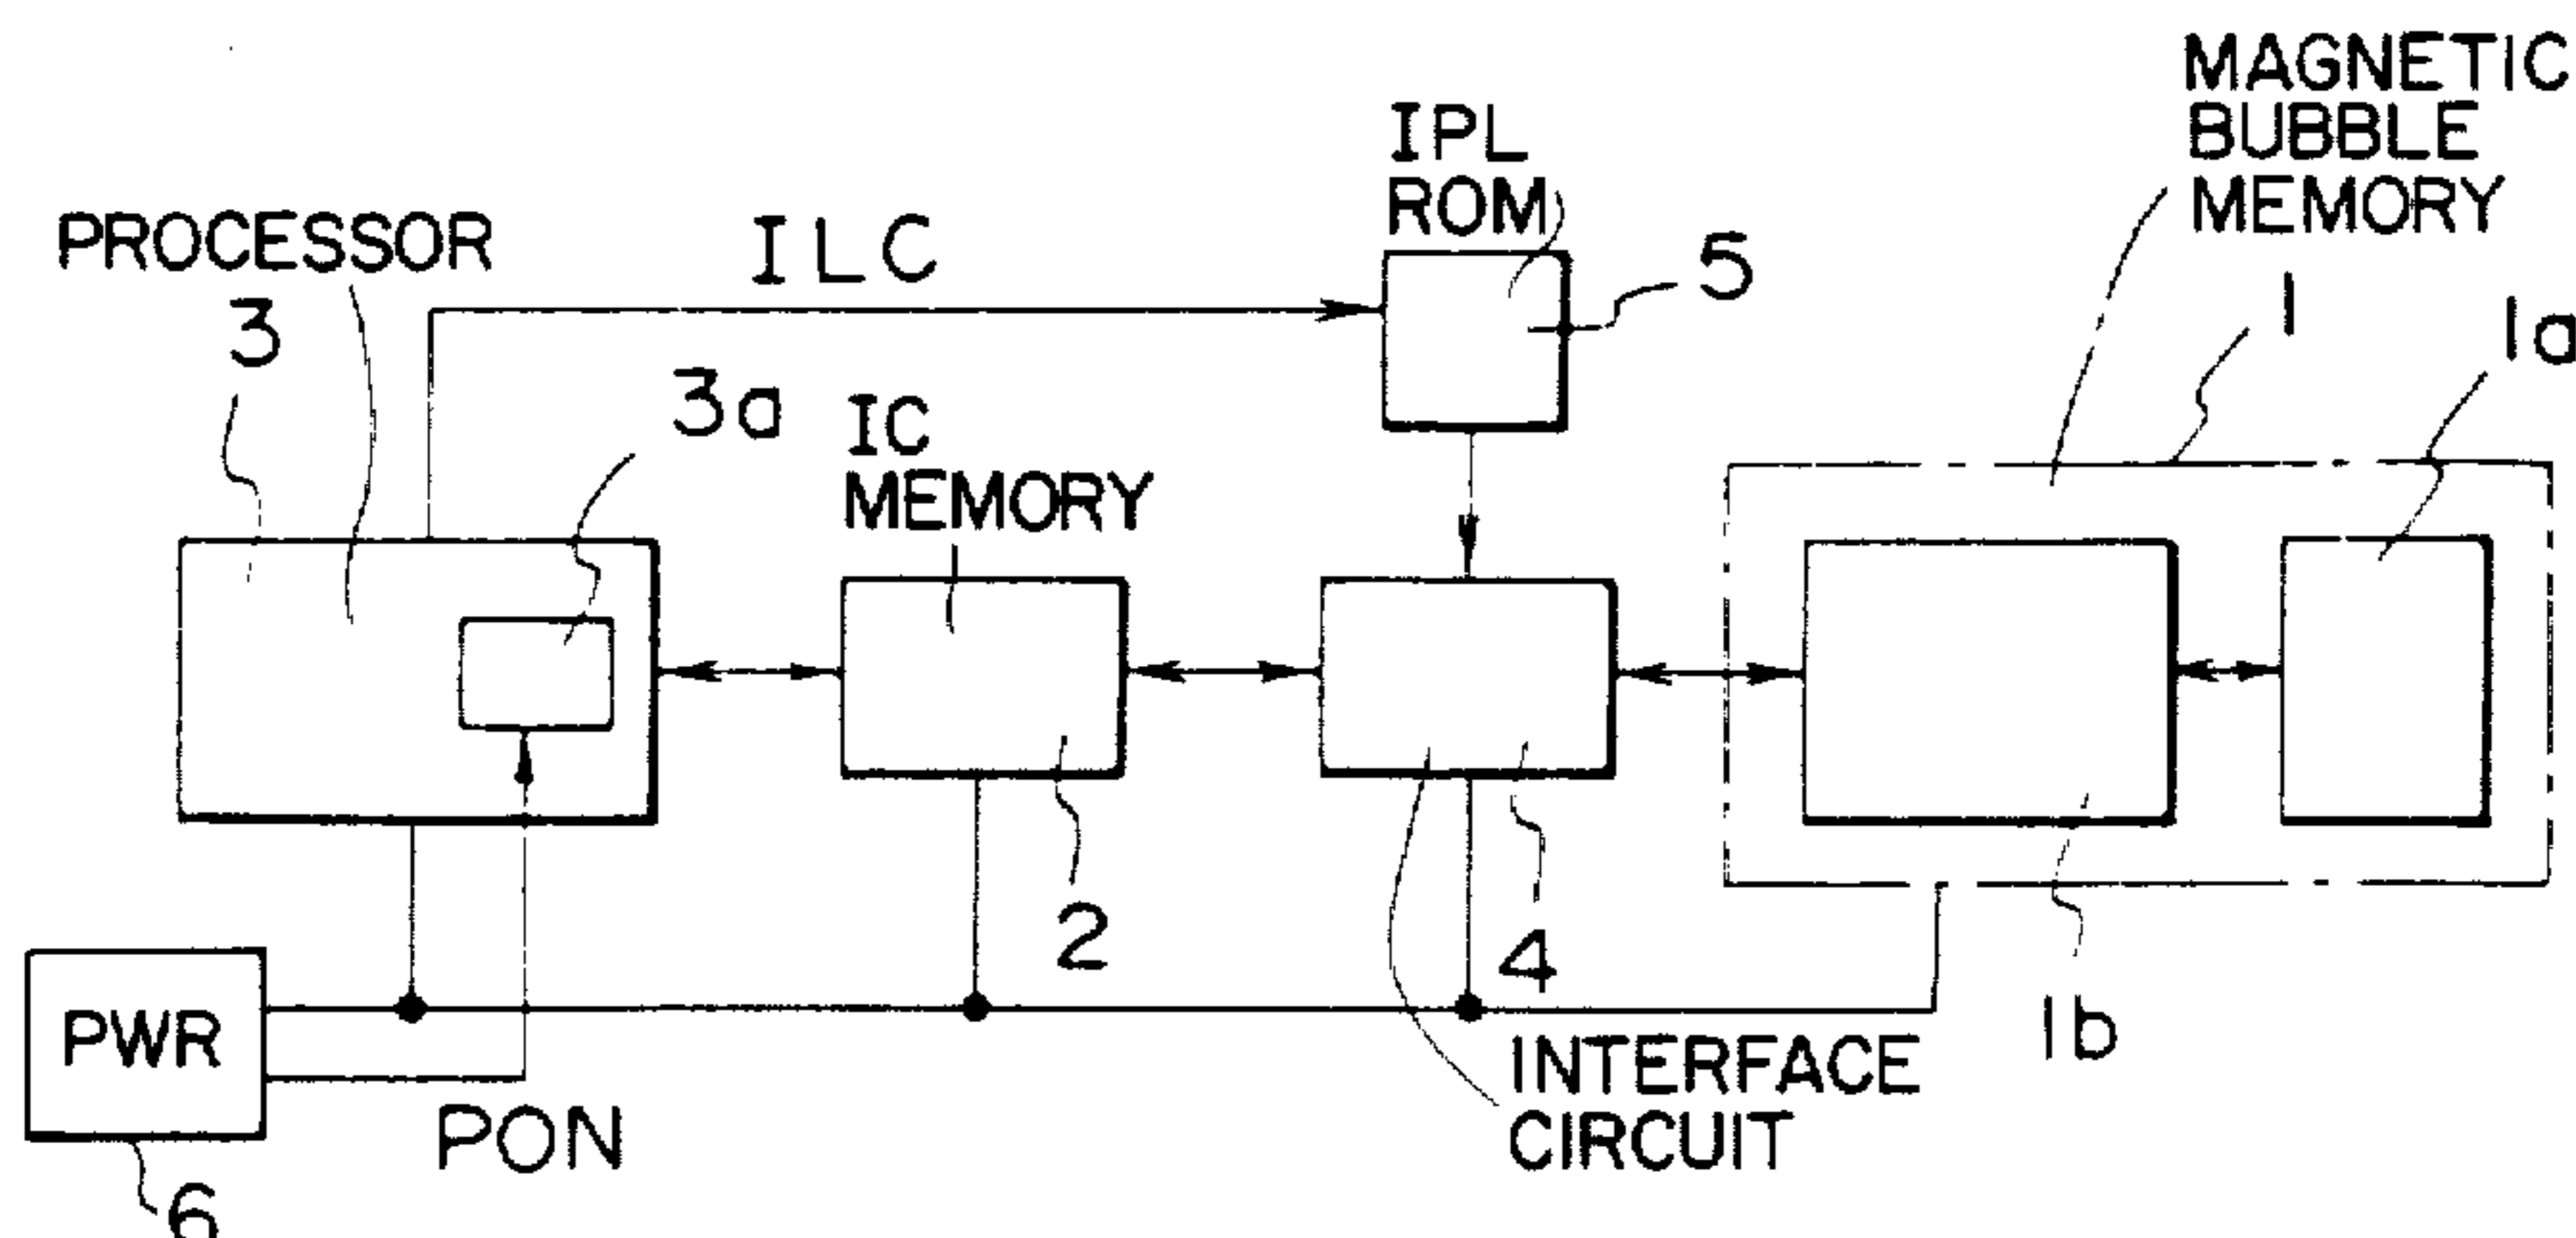 MAGNETIC
BUBBLE
MEMORY
IPL
ROM
PROCESSOR
ILC
5
3
1
1a
3a
IC
MEMORY
2
4
1b
PWR
INTERFACE
CIRCUIT
PON
6